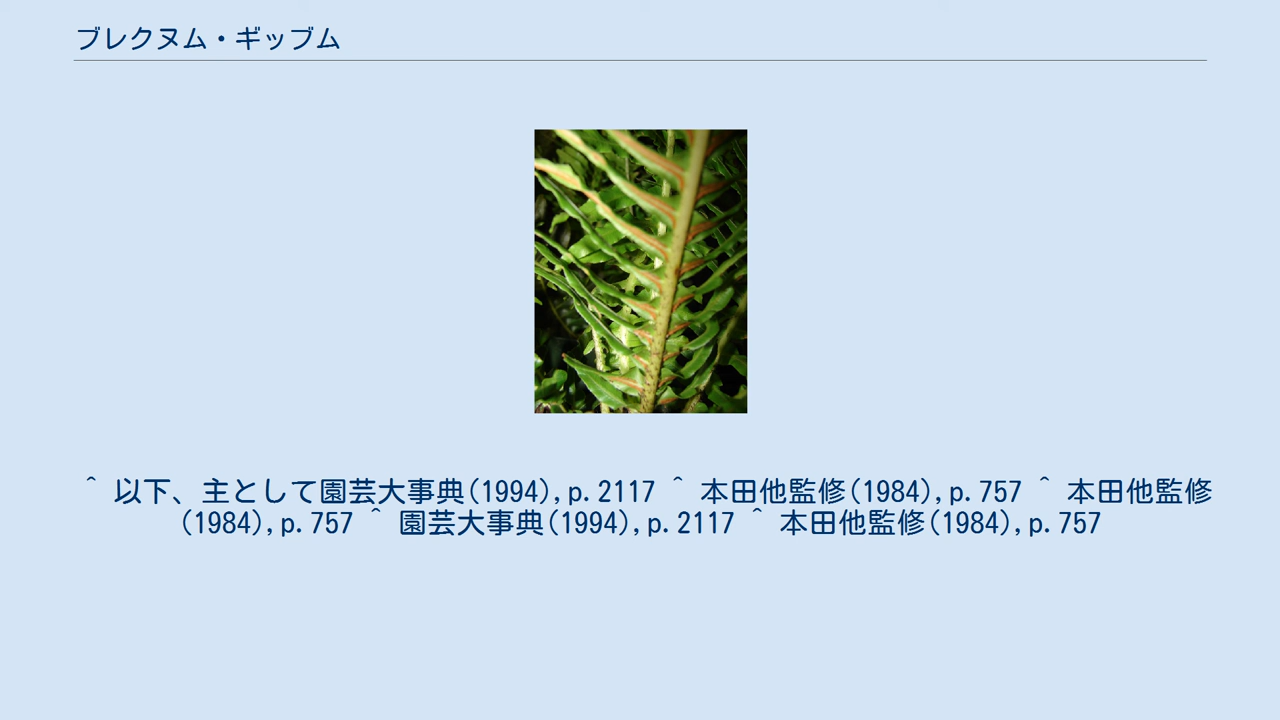 ブレクヌム・ギッブム
^ 以下、主として園芸大事典(1994),p.2117 ^ 本田他監修(1984),p.757 ^ 本田他監修
(1984),p.757 ^ 園芸大事典(1994),p.2117 ^ 本田他監修(1984),p.757